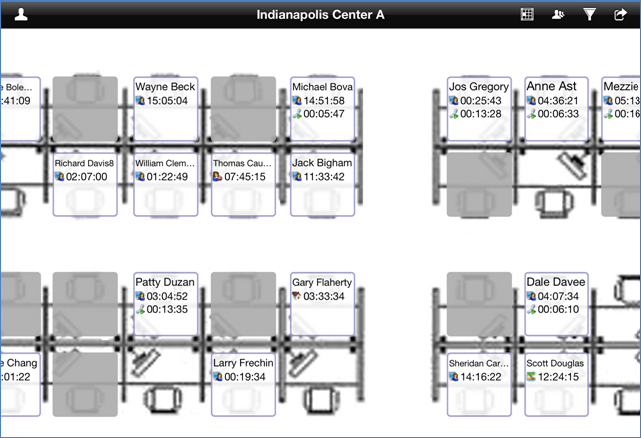 Indianapolis Center A
e Bole...
:41:09
Wayne Beck
15:05:04
Michael Bova
14:51:58
00:05:47
Jos Gregory
00:25:43
00:13:28
Anne Ast
04:36:21
00:06:33
Mezzie
05:13
00:16
Richard Davis8
02:07:00
William Clem...
01:22:49
Thomas Cau...
07:45:15
Jack Bigham
11:33:42
Patty Duzan
03:04:52
00:13:35
Gary Flaherty
03:33:34
Dale Davee
04:07:34
00:06:10
e Chang
:01:22
Larry Frechin
00:19:34
Sheridan Car...
14:16:22
Scott Douglas
12:24:15